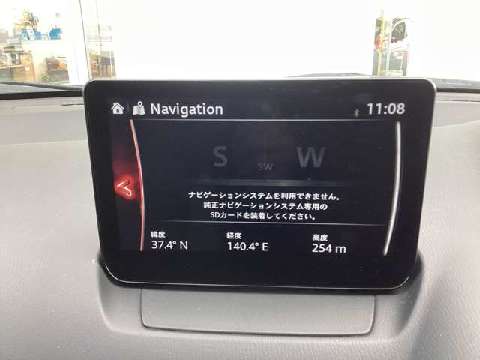 Navigation 11:08
S SW W
ナビゲーションシステムを利用できません。
純正ナビゲーションシステム専用の
SDカードを装着してください。
緯度 経度 高度
37.4° N 140.4° E 254 m